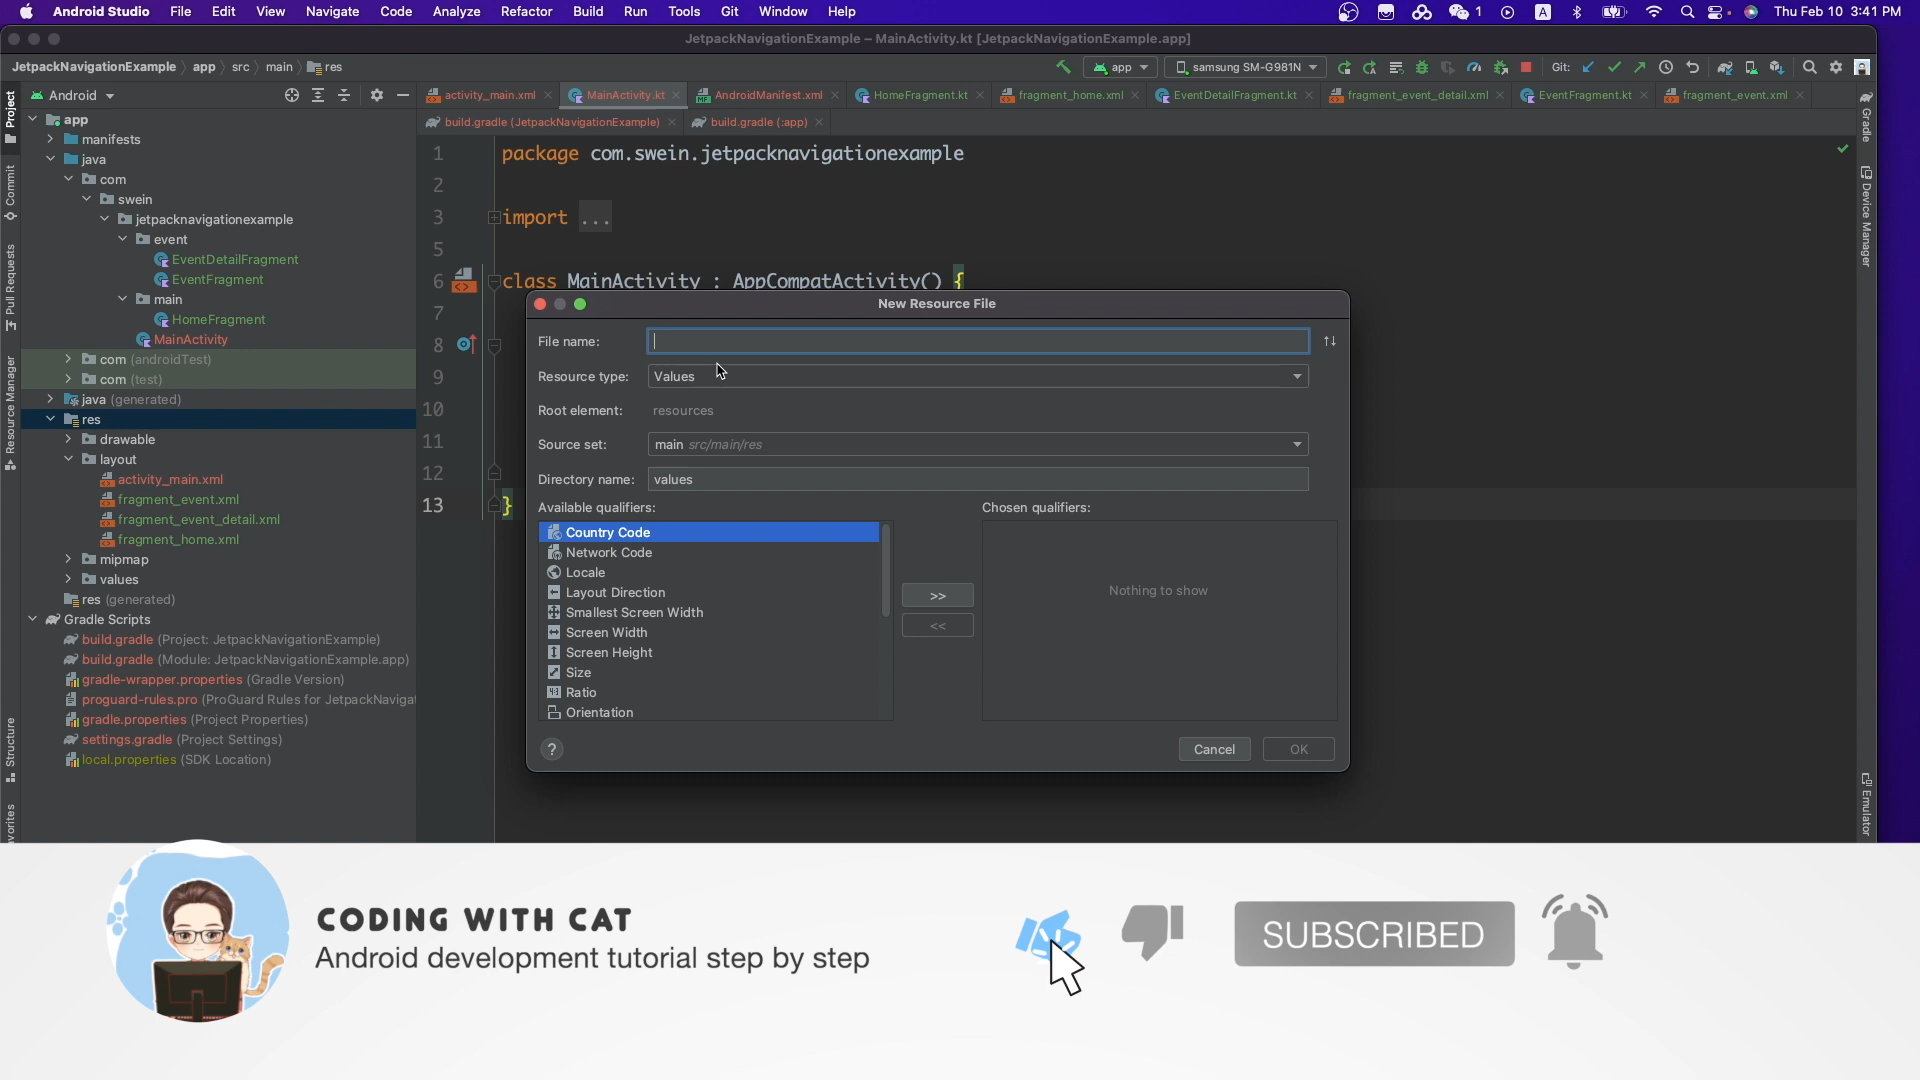 Android Studio File Edit View Navigate Code Analyze Refactor Build Run Tools Git Window Help 1 A Thu Feb 10 3:41 PM
JetpackNavigationExample – MainActivity.kt [JetpackNavigationExample.app]
JetpackNavigationExample app src main res app samsung SM-G981N Git:
Android activity_main.xml MainActivity.kt AndroidManifest.xml HomeFragment.kt fragment_home.xml EventDetailFragment.kt fragment_event_detail.xml EventFragment.kt fragment_event.xml
build.gradle (JetpackNavigationExample) build.gradle (:app)
Project
Commit
Pull Requests
Resource Manager
Structure
app
manifests
java
com
swein
jetpacknavigationexample
event
EventDetailFragment
EventFragment
main
HomeFragment
MainActivity
com (androidTest)
com (test)
java (generated)
res
drawable
layout
activity_main.xml
fragment_event.xml
fragment_event_detail.xml
fragment_home.xml
mipmap
values
res (generated)
Gradle Scripts
build.gradle (Project: JetpackNavigationExample)
build.gradle (Module: JetpackNavigationExample.app)
gradle-wrapper.properties (Gradle Version)
proguard-rules.pro (ProGuard Rules for JetpackNavigat
gradle.properties (Project Properties)
settings.gradle (Project Settings)
local.properties (SDK Location)
1 package com.swein.jetpacknavigationexample
2
3 import ...
5
6 class MainActivity : AppCompatActivity() {
7
8
9
10
11
12
13 }
New Resource File
File name:
Resource type: Values
Root element: resources
Source set: main src/main/res
Directory name: values
Available qualifiers:
Country Code
Network Code
Locale
Layout Direction
Smallest Screen Width
Screen Width
Screen Height
Size
Ratio
Orientation
>>
<<
Chosen qualifiers:
Nothing to show
?
Cancel OK
Gradle
Device Manager
Emulator
CODING WITH CAT
Android development tutorial step by step
SUBSCRIBED